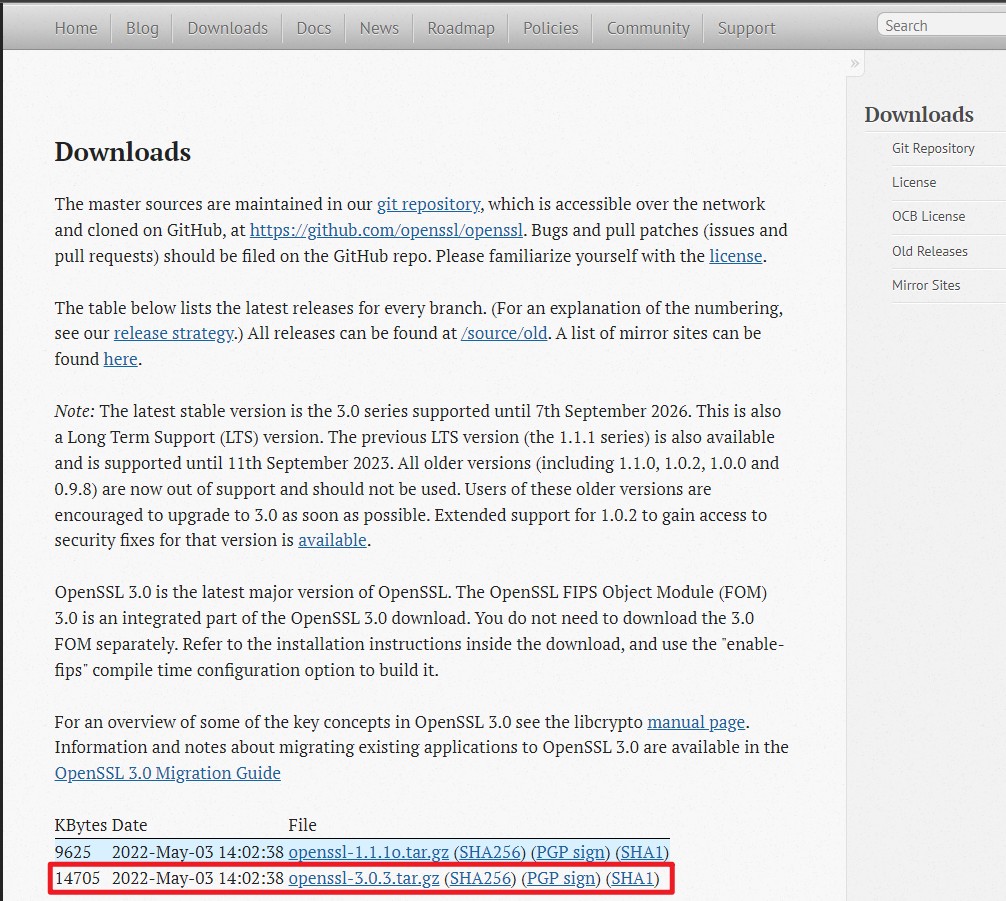 Home Blog Downloads Docs News Roadmap Policies Community Support Search
»
Downloads
Git Repository
License
OCB License
Old Releases
Mirror Sites
Downloads
The master sources are maintained in our git repository, which is accessible over the network
and cloned on GitHub, at https://github.com/openssl/openssl. Bugs and pull patches (issues and
pull requests) should be filed on the GitHub repo. Please familiarize yourself with the license.
The table below lists the latest releases for every branch. (For an explanation of the numbering,
see our release strategy.) All releases can be found at /source/old. A list of mirror sites can be
found here.
Note: The latest stable version is the 3.0 series supported until 7th September 2026. This is also
a Long Term Support (LTS) version. The previous LTS version (the 1.1.1 series) is also available
and is supported until 11th September 2023. All older versions (including 1.1.0, 1.0.2, 1.0.0 and
0.9.8) are now out of support and should not be used. Users of these older versions are
encouraged to upgrade to 3.0 as soon as possible. Extended support for 1.0.2 to gain access to
security fixes for that version is available.
OpenSSL 3.0 is the latest major version of OpenSSL. The OpenSSL FIPS Object Module (FOM)
3.0 is an integrated part of the OpenSSL 3.0 download. You do not need to download the 3.0
FOM separately. Refer to the installation instructions inside the download, and use the "enable-
fips" compile time configuration option to build it.
For an overview of some of the key concepts in OpenSSL 3.0 see the libcrypto manual page.
Information and notes about migrating existing applications to OpenSSL 3.0 are available in the
OpenSSL 3.0 Migration Guide
KBytes Date File
9625 2022-May-03 14:02:38 openssl-1.1.1o.tar.gz (SHA256) (PGP sign) (SHA1)
14705 2022-May-03 14:02:38 openssl-3.0.3.tar.gz (SHA256) (PGP sign) (SHA1)